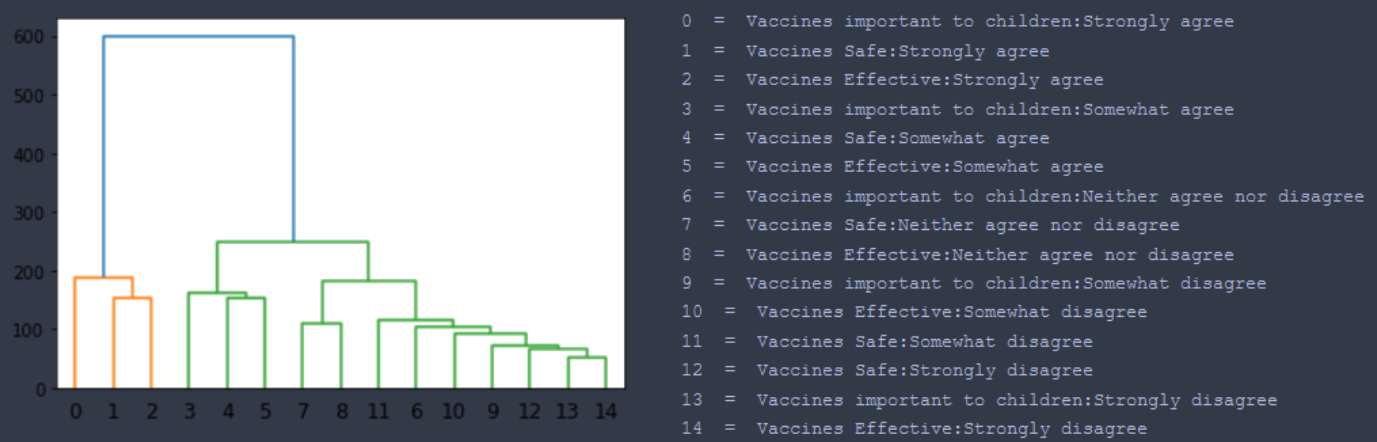 600
500
400
300
200
100
0
0 1 2 3 4 5 7 8 11 6 10 9 12 13 14
0 = Vaccines important to children:Strongly agree
1 = Vaccines Safe:Strongly agree
2 = Vaccines Effective:Strongly agree
3 = Vaccines important to children:Somewhat agree
4 = Vaccines Safe:Somewhat agree
5 = Vaccines Effective:Somewhat agree
6 = Vaccines important to children:Neither agree nor disagree
7 = Vaccines Safe:Neither agree nor disagree
8 = Vaccines Effective:Neither agree nor disagree
9 = Vaccines important to children:Somewhat disagree
10 = Vaccines Effective:Somewhat disagree
11 = Vaccines Safe:Somewhat disagree
12 = Vaccines Safe:Strongly disagree
13 = Vaccines important to children:Strongly disagree
14 = Vaccines Effective:Strongly disagree